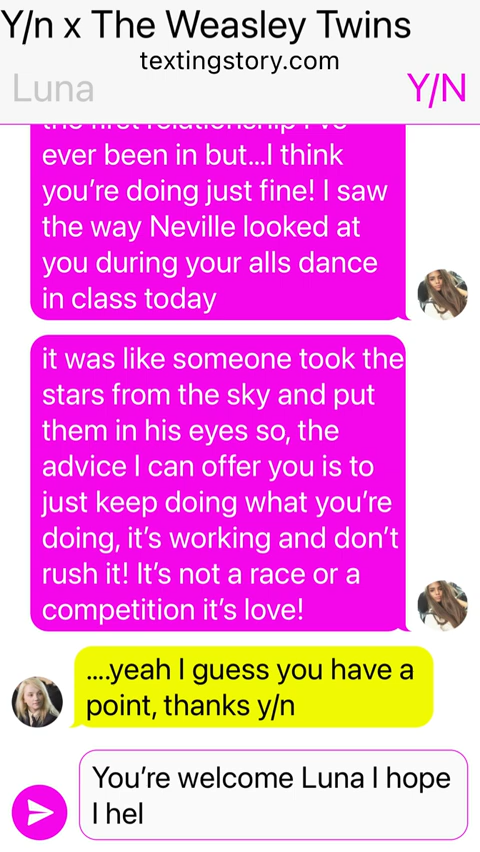 Y/n x The Weasley Twins
textingstory.com
Luna
Y/N
the first relationship I've
ever been in but...I think
you're doing just fine! I saw
the way Neville looked at
you during your alls dance
in class today
it was like someone took the
stars from the sky and put
them in his eyes so, the
advice I can offer you is to
just keep doing what you're
doing, it's working and don't
rush it! It's not a race or a
competition it's love!
....yeah I guess you have a
point, thanks y/n
You're welcome Luna I hope
I hel